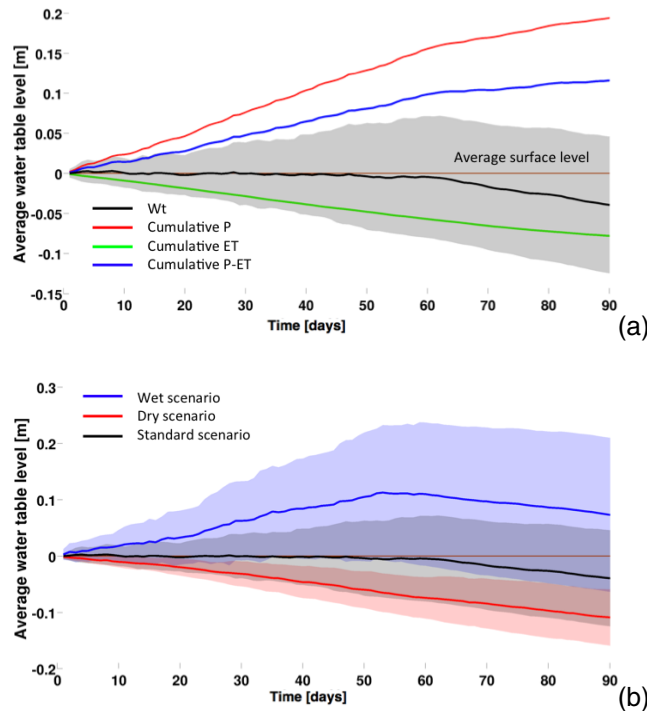 Average water table level [m]
0.2
0.15
0.1
0.05
0
-0.05
-0.1
-0.15
Average surface level
Wt
Cumulative P
Cumulative ET
Cumulative P-ET
0 10 20 30 40 50 60 70 80 90
Time [days]
(a)
Average water table level [m]
0.3
0.2
0.1
0
-0.1
-0.2
Wet scenario
Dry scenario
Standard scenario
0 10 20 30 40 50 60 70 80 90
Time [days]
(b)